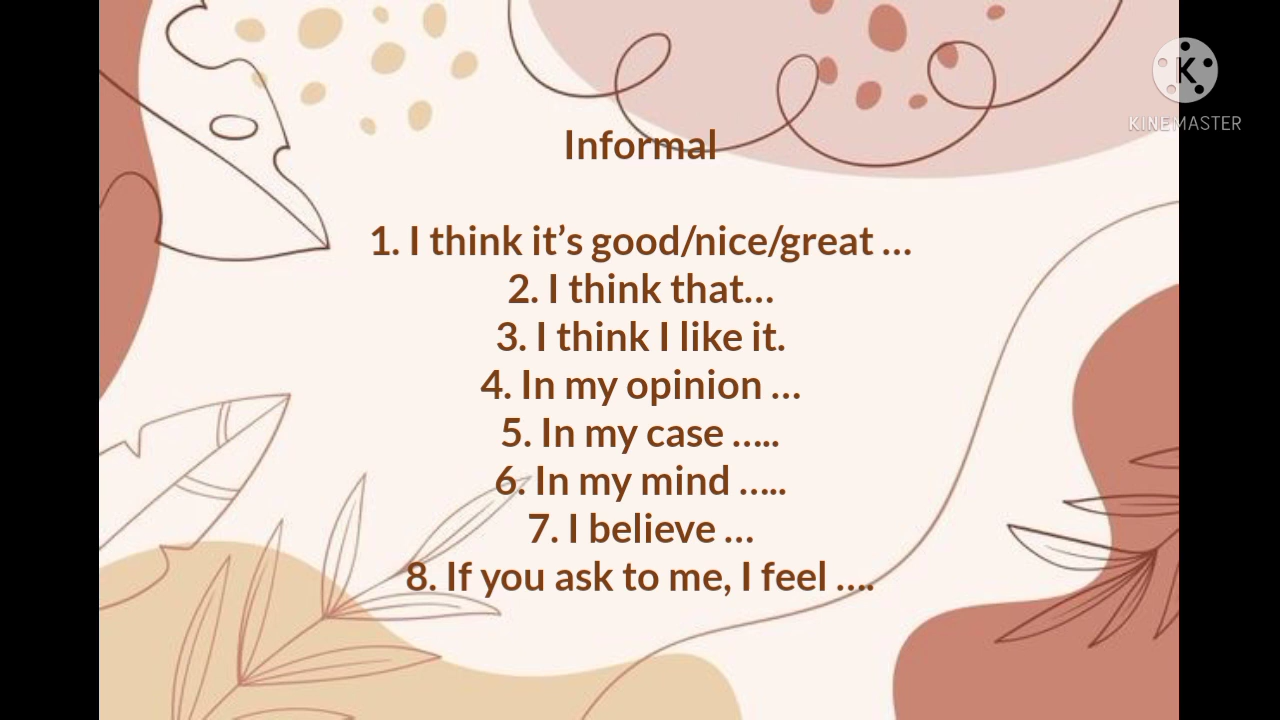 Informal
1. I think it’s good/nice/great ...
2. I think that...
3. I think I like it.
4. In my opinion ...
5. In my case .....
6. In my mind .....
7. I believe ...
8. If you ask to me, I feel ....
K
KINEMASTER